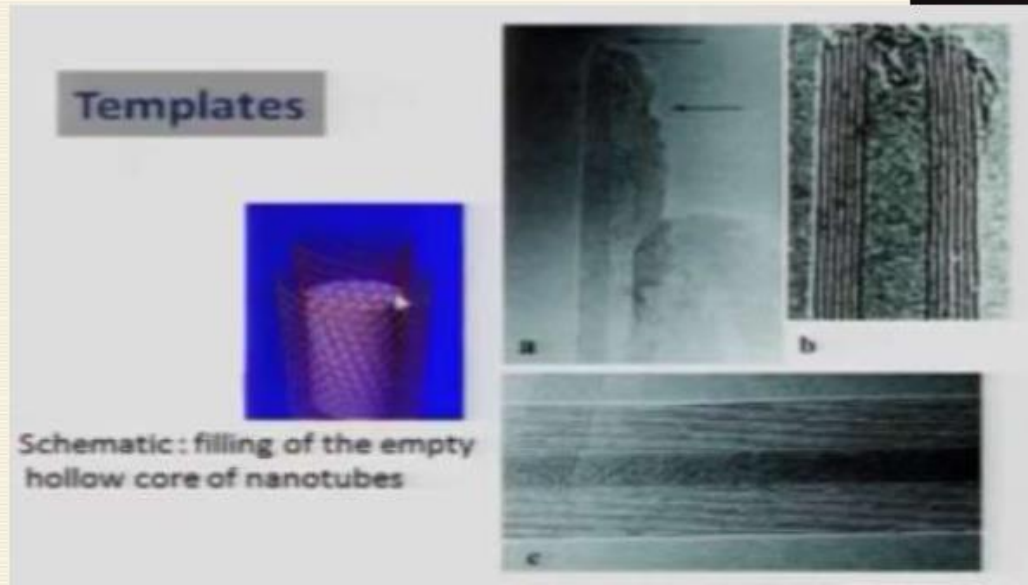 Templates
Schematic : filling of the empty
hollow core of nanotubes
a
b
c